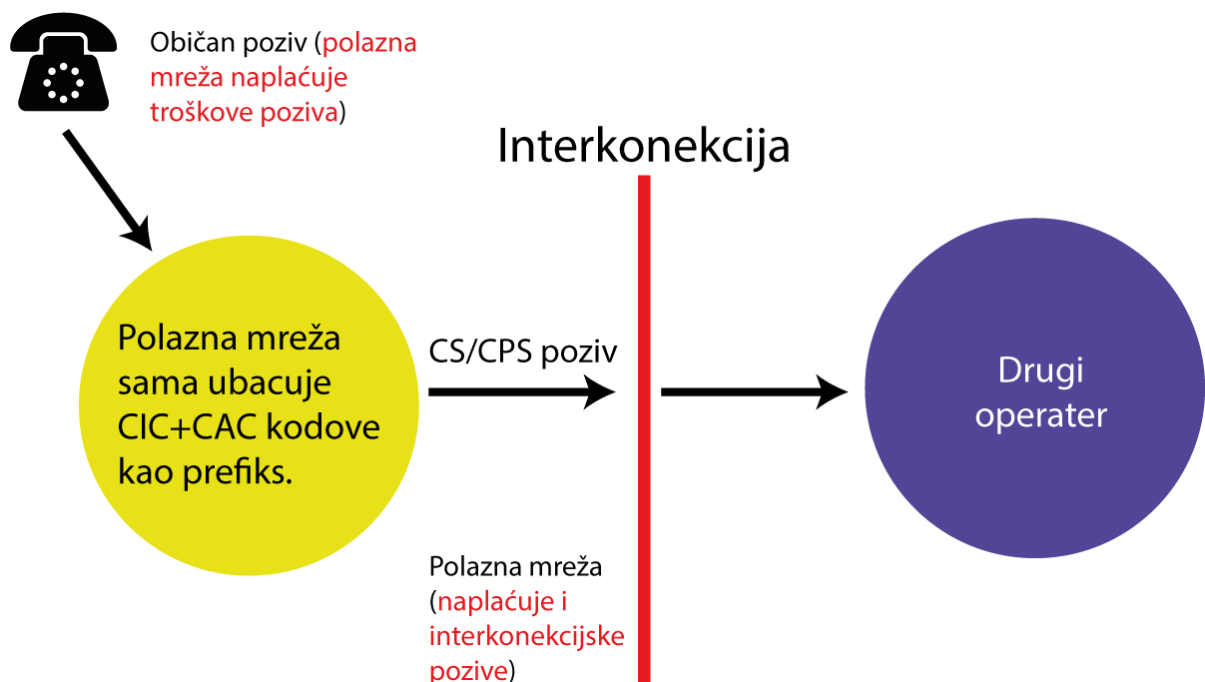 Običan poziv (polazna
mreža naplaćuje
troškove poziva)
Interkonekcija
Polazna mreža
sama ubacuje
CIC+CAC kodove
kao prefiks.
CS/CPS poziv
Drugi
operater
Polazna mreža
(naplaćuje i
interkonekcijske
pozive)